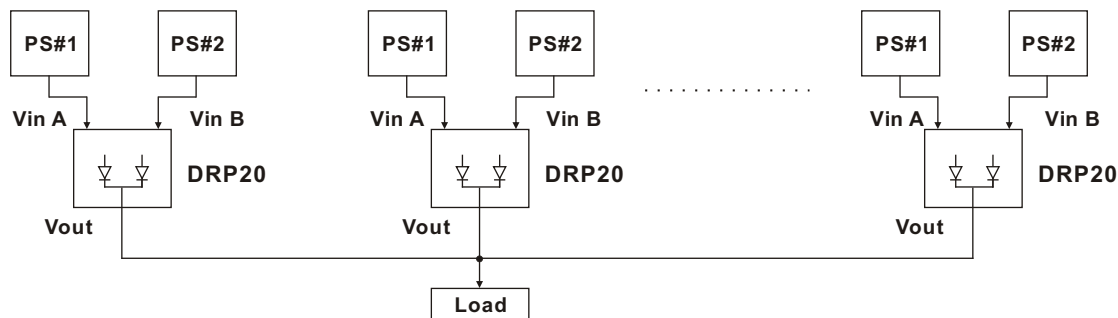 PS#1 PS#2 PS#1 PS#2 PS#1 PS#2
Vin A Vin B Vin A Vin B Vin A Vin B
DRP20 DRP20 DRP20
Vout Vout Vout
Load